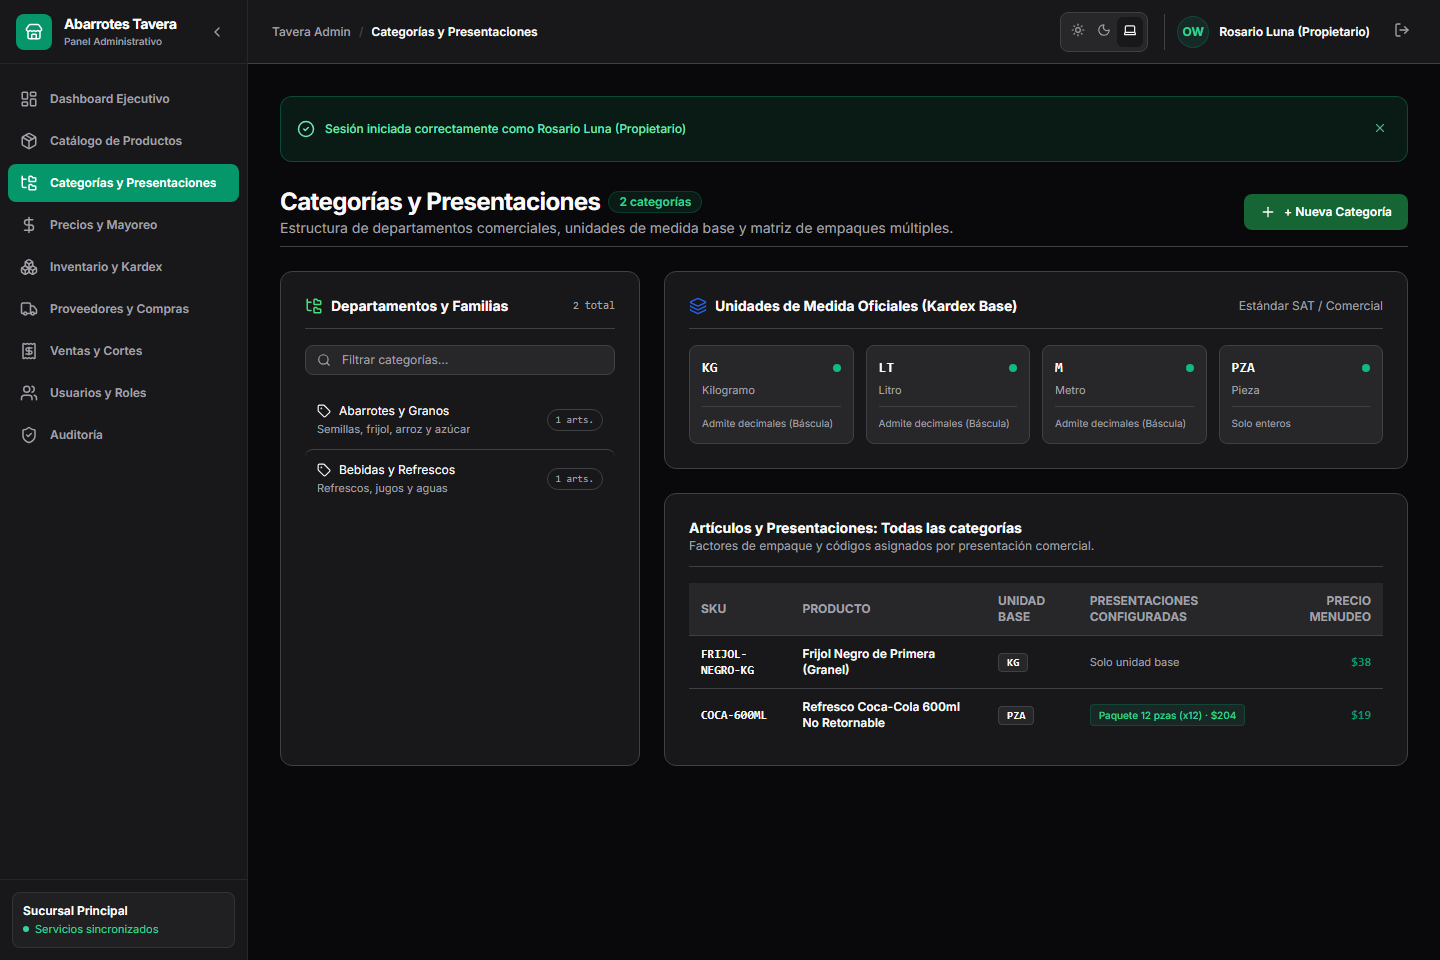 Abarrotes Tavera
Panel Administrativo
Tavera Admin / Categorías y Presentaciones
OW Rosario Luna (Propietario)
Dashboard Ejecutivo
Catálogo de Productos
Categorías y Presentaciones
Precios y Mayoreo
Inventario y Kardex
Proveedores y Compras
Ventas y Cortes
Usuarios y Roles
Auditoría
Sucursal Principal
Servicios sincronizados
Sesión iniciada correctamente como Rosario Luna (Propietario)
Categorías y Presentaciones 2 categorías
Estructura de departamentos comerciales, unidades de medida base y matriz de empaques múltiples.
+ Nueva Categoría
Departamentos y Familias 2 total
Filtrar categorías...
Abarrotes y Granos
Semillas, frijol, arroz y azúcar
1 arts.
Bebidas y Refrescos
Refrescos, jugos y aguas
1 arts.
Unidades de Medida Oficiales (Kardex Base) Estándar SAT / Comercial
KG
Kilogramo
Admite decimales (Báscula)
LT
Litro
Admite decimales (Báscula)
M
Metro
Admite decimales (Báscula)
PZA
Pieza
Solo enteros
Artículos y Presentaciones: Todas las categorías
Factores de empaque y códigos asignados por presentación comercial.
SKU
PRODUCTO
UNIDAD
BASE
PRESENTACIONES
CONFIGURADAS
PRECIO
MENUDEO
FRIJOL-
NEGRO-KG
Frijol Negro de Primera
(Granel)
KG
Solo unidad base
$38
COCA-600ML
Refresco Coca-Cola 600ml
No Retornable
PZA
Paquete 12 pzas (x12) · $204
$19